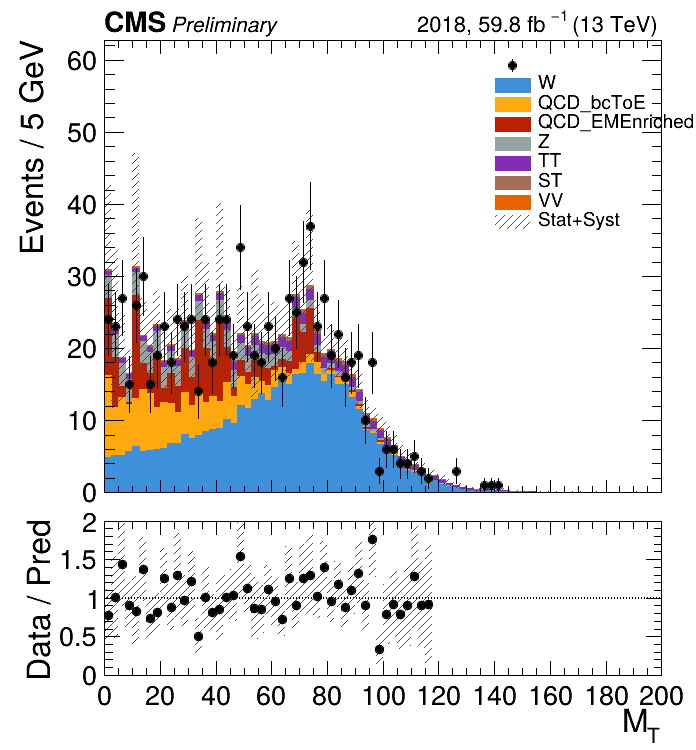 CMS Preliminary 2018, 59.8 fb⁻¹ (13 TeV)
Events / 5 GeV
60
50
40
30
20
10
0
W
QCD_bcToE
QCD_EMEnriched
Z
TT
ST
VV
Stat+Syst
Data / Pred
2
1.5
1
0.5
0
0 20 40 60 80 100 120 140 160 180 200
M_T